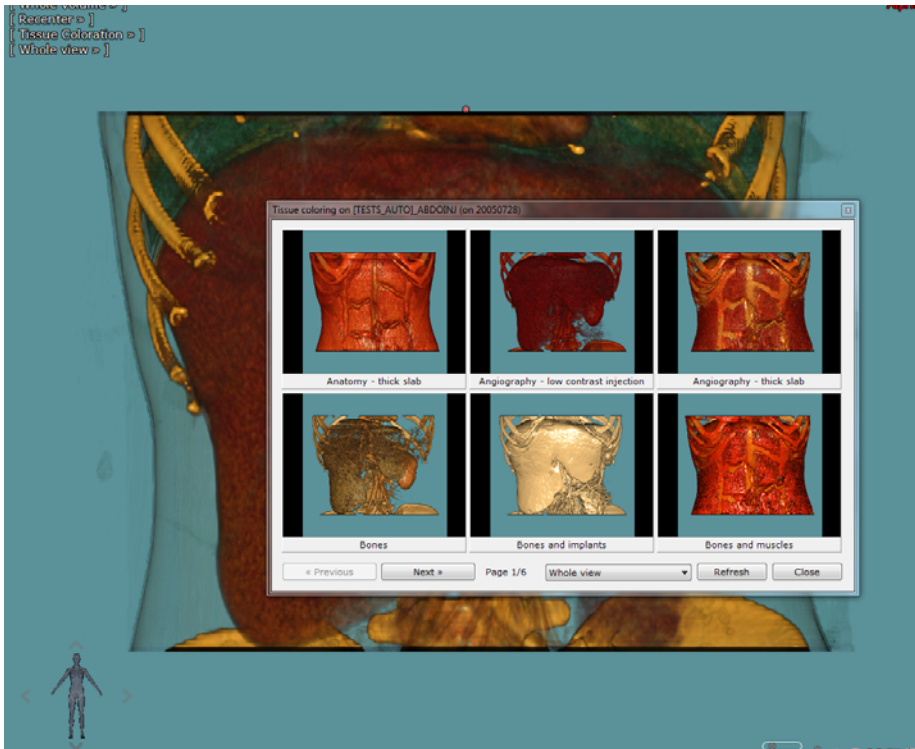 [ Whole volume » ]
[ Recenter » ]
[ Tissue Coloration » ]
[ Whole view » ]
Tissue coloring on [TESTS_AUTO]_ABDOINJ (on 20050728)
Anatomy - thick slab
Angiography - low contrast injection
Angiography - thick slab
Bones
Bones and implants
Bones and muscles
« Previous
Next »
Page 1/6
Whole view
Refresh
Close